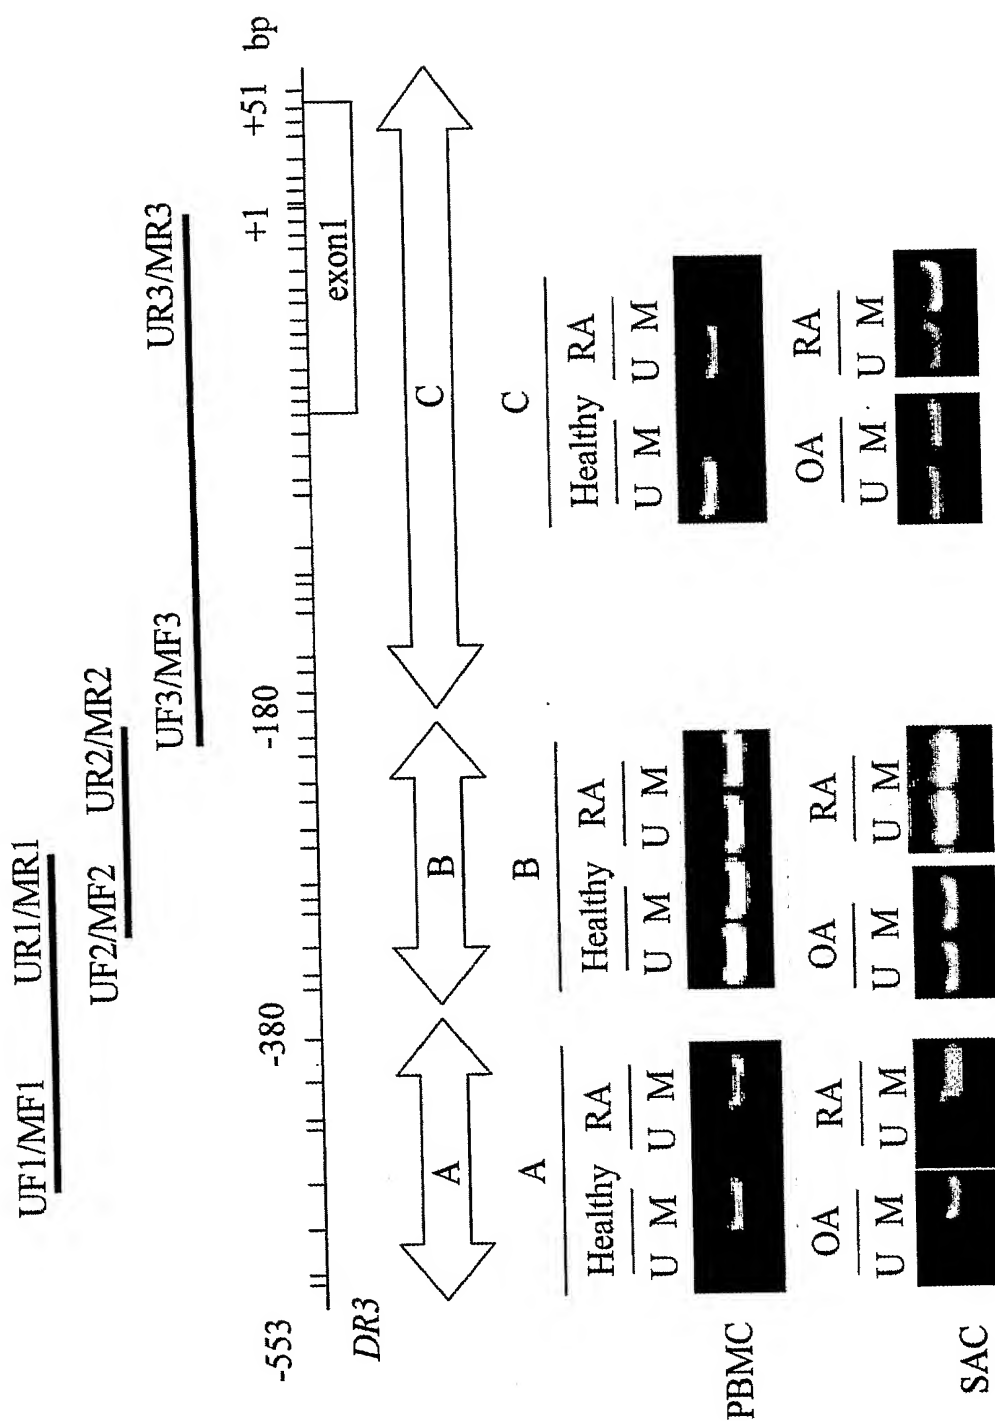 UF1/MF1 UR1/MR1
UF2/MF2 UR2/MR2
UF3/MF3 UR3/MR3
-553 -380 -180 +1 +51 bp
DR3 exon1
A B C
A B C
Healthy RA Healthy RA Healthy RA
U M U M U M U M U M U M
PBMC
OA RA OA RA OA RA
U M U M U M U M U M U M
SAC